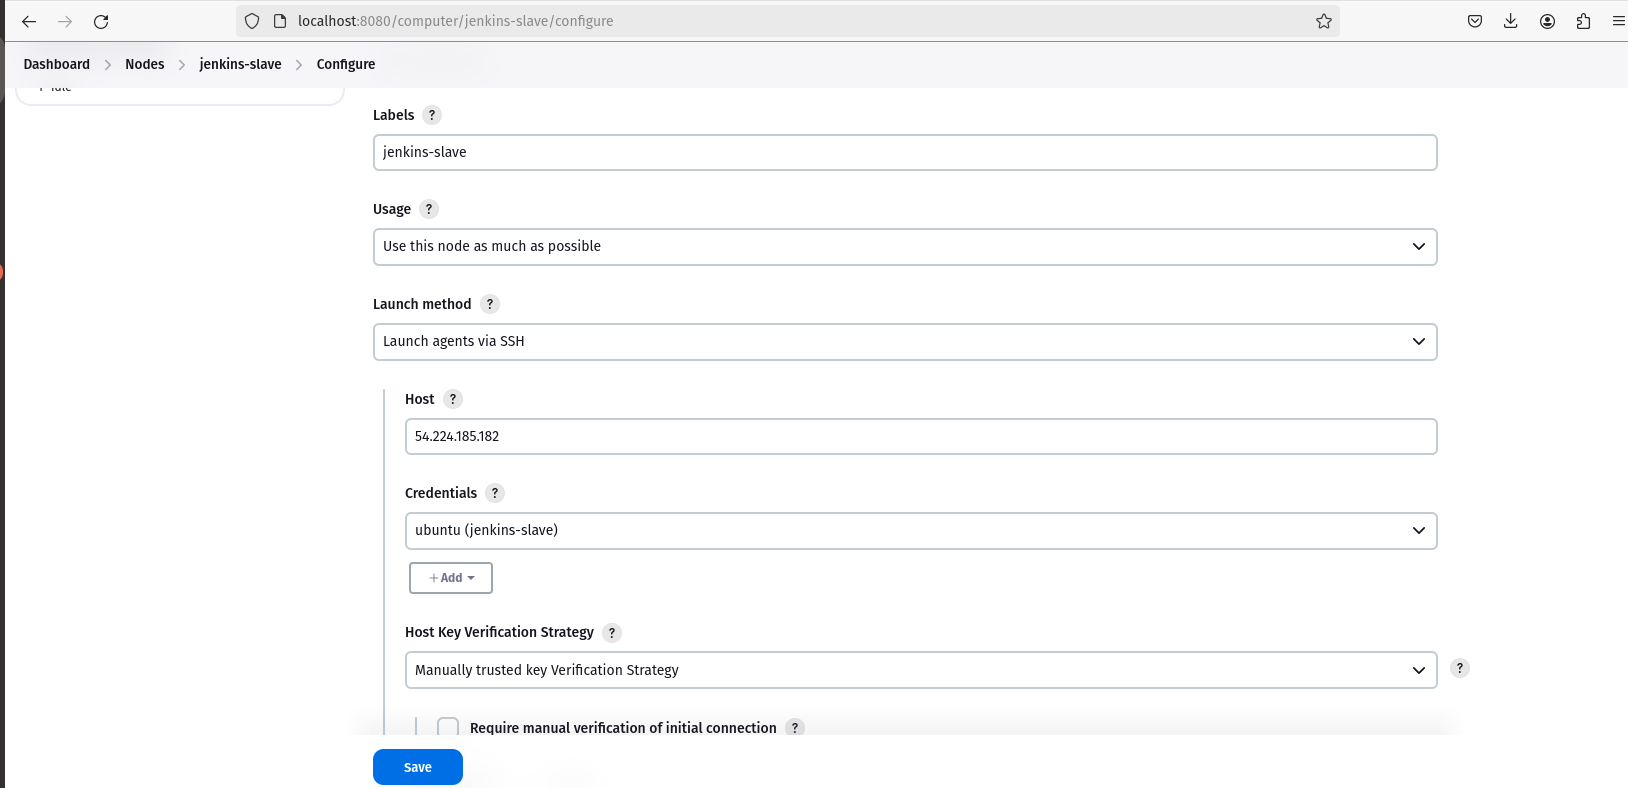 localhost:8080/computer/jenkins-slave/configure
Dashboard > Nodes > jenkins-slave > Configure
Labels ?
jenkins-slave
Usage ?
Use this node as much as possible
Launch method ?
Launch agents via SSH
Host ?
54.224.185.182
Credentials ?
ubuntu (jenkins-slave)
+ Add
Host Key Verification Strategy ?
Manually trusted key Verification Strategy ?
Require manual verification of initial connection ?
Save